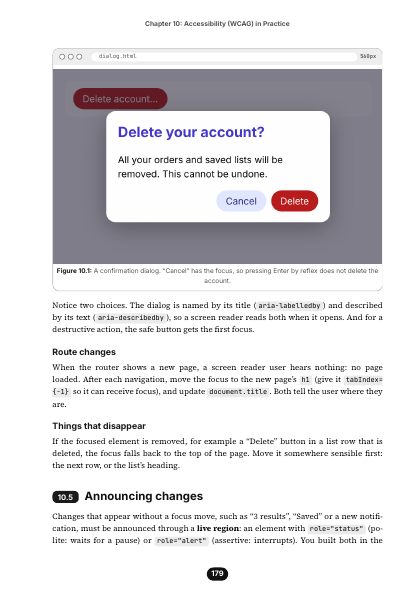 Chapter 10: Accessibility (WCAG) in Practice
dialog.html
560px
Delete account...
Delete your account?
All your orders and saved lists will be
removed. This cannot be undone.
Cancel
Delete
Figure 10.1: A confirmation dialog. “Cancel” has the focus, so pressing Enter by reflex does not delete the
account.
Notice two choices. The dialog is named by its title (aria-labelledby) and described
by its text (aria-describedby), so a screen reader reads both when it opens. And for a
destructive action, the safe button gets the first focus.
Route changes
When the router shows a new page, a screen reader user hears nothing: no page
loaded. After each navigation, move the focus to the new page’s h1 (give it tabIndex=
{-1} so it can receive focus), and update document.title. Both tell the user where they
are.
Things that disappear
If the focused element is removed, for example a “Delete” button in a list row that is
deleted, the focus falls back to the top of the page. Move it somewhere sensible first:
the next row, or the list’s heading.
10.5 Announcing changes
Changes that appear without a focus move, such as “3 results”, “Saved” or a new notifi-
cation, must be announced through a live region: an element with role="status" (po-
lite: waits for a pause) or role="alert" (assertive: interrupts). You built both in the
179